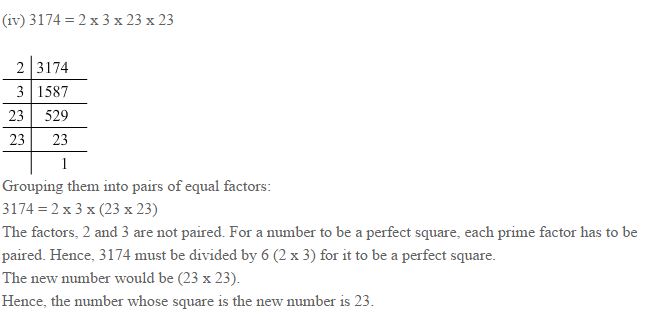 (iv) 3174 = 2 x 3 x 23 x 23
2 3174
3 1587
23 529
23 23
1
Grouping them into pairs of equal factors:
3174 = 2 x 3 x (23 x 23)
The factors, 2 and 3 are not paired. For a number to be a perfect square, each prime factor has to be
paired. Hence, 3174 must be divided by 6 (2 x 3) for it to be a perfect square.
The new number would be (23 x 23).
Hence, the number whose square is the new number is 23.